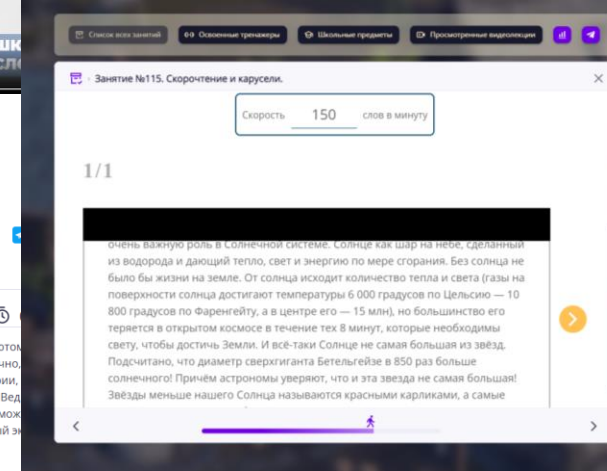 Список всех занятий
Освоенные тренажеры
Школьные предметы
Просмотренные видеолекции
Занятие №115. Скорочтение и карусели.
Скорость 150 слов в минуту
1/1
очень важную роль в Солнечной системе. Солнце как шар на небе, сделанный
из водорода и дающий тепло, свет и энергию по мере сгорания. Без солнца не
было бы жизни на земле. От солнца исходит количество тепла и света (газы на
поверхности солнца достигают температуры 6 000 градусов по Цельсию — 10
800 градусов по Фаренгейту, а в центре его — 15 млн), но большинство его
теряется в открытом космосе в течение тех 8 минут, которые необходимы
свету, чтобы достичь Земли. И всё-таки Солнце не самая большая из звёзд.
Подсчитано, что диаметр сверхгиганта Бетельгейзе в 850 раз больше
солнечного! Причём астрономы уверяют, что и эта звезда не самая большая!
Звёзды меньше нашего Солнца называются красными карликами, а самые